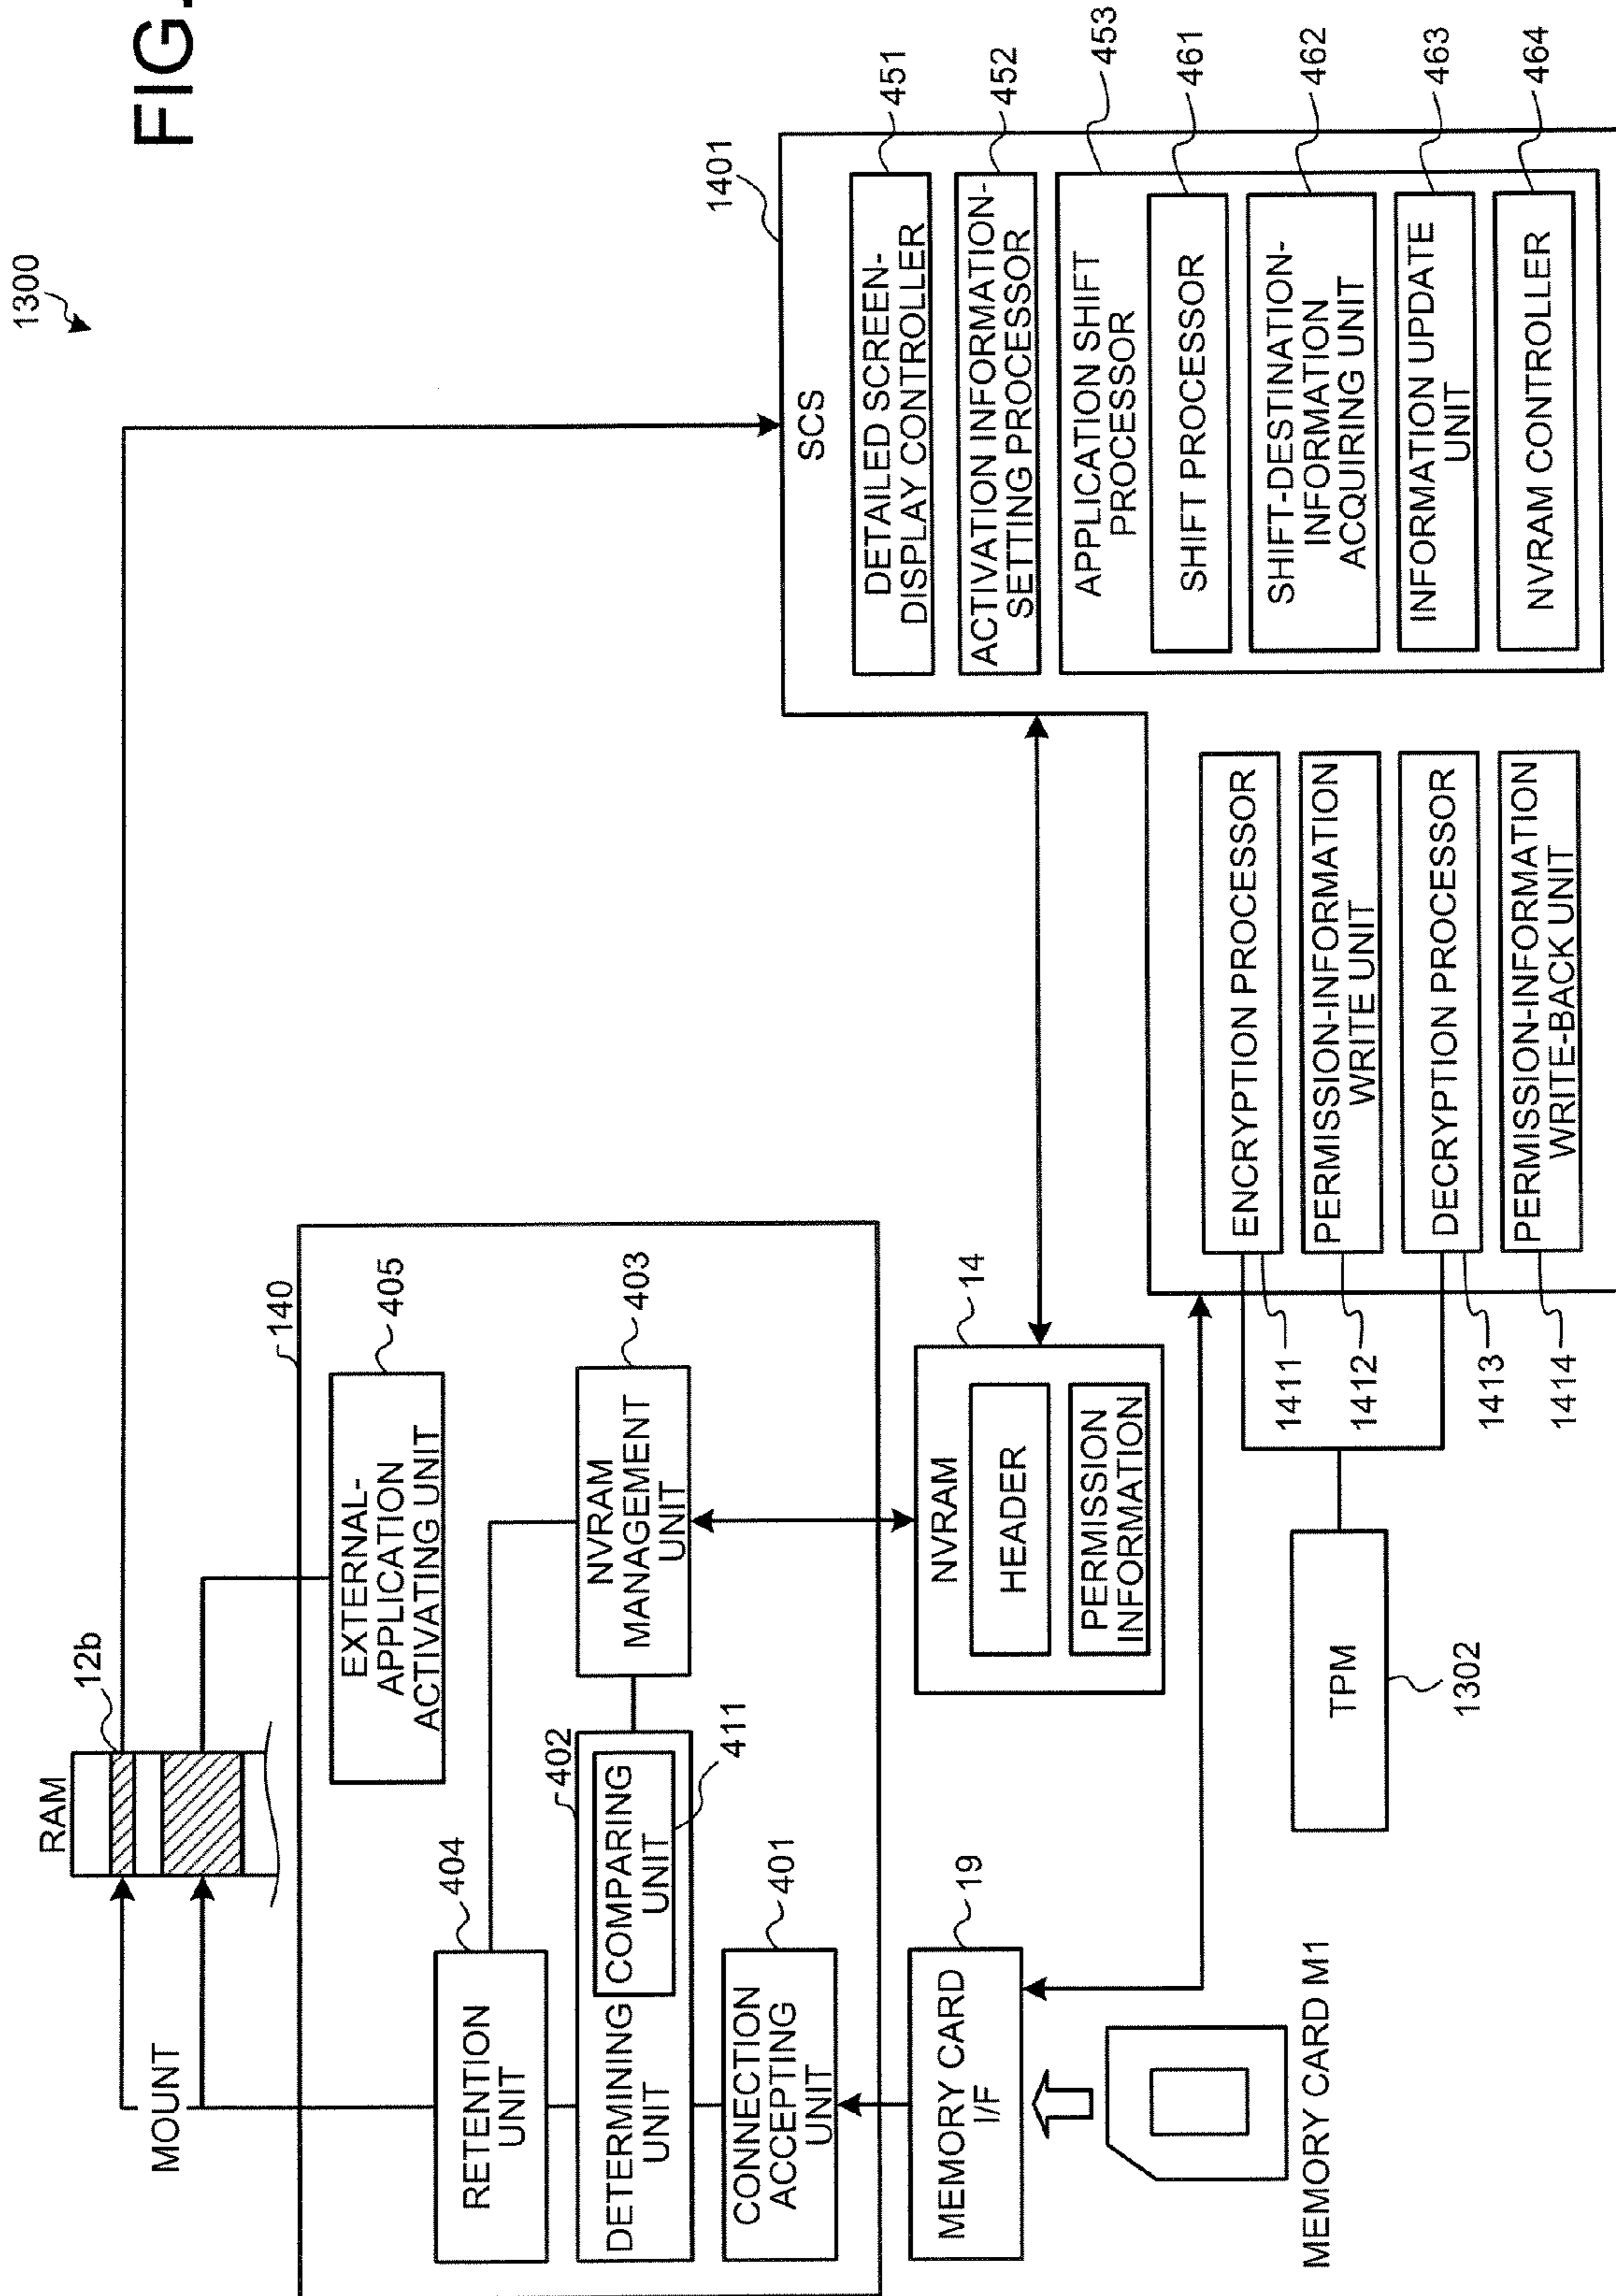 FIG.
1300
RAM
12b
MOUNT
140
EXTERNAL-
APPLICATION
ACTIVATING UNIT
405
RETENTION
UNIT
404
NVRAM
MANAGEMENT
UNIT
403
DETERMINING
UNIT
402
COMPARING
UNIT
411
CONNECTION
ACCEPTING
UNIT
401
MEMORY CARD
I/F
19
MEMORY CARD M1
NVRAM
14
HEADER
PERMISSION
INFORMATION
TPM
1302
1401
SCS
DETAILED SCREEN-
DISPLAY CONTROLLER
451
ACTIVATION INFORMATION-
SETTING PROCESSOR
452
APPLICATION SHIFT
PROCESSOR
453
SHIFT PROCESSOR
461
SHIFT-DESTINATION-
INFORMATION
ACQUIRING UNIT
462
INFORMATION UPDATE
UNIT
463
NVRAM CONTROLLER
464
ENCRYPTION PROCESSOR
1411
PERMISSION-INFORMATION
WRITE UNIT
1412
DECRYPTION PROCESSOR
1413
PERMISSION-INFORMATION
WRITE-BACK UNIT
1414